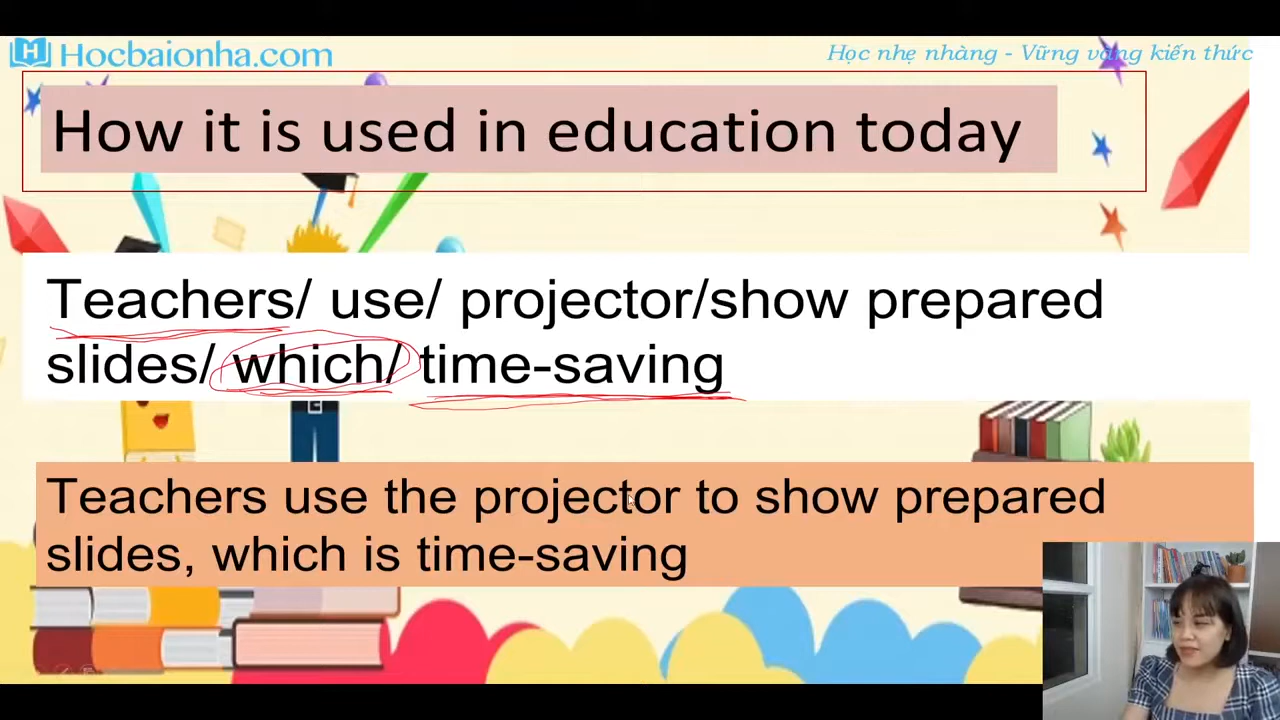 Hocbaionha.com
Học nhẹ nhàng - Vững vàng kiến thức
How it is used in education today
Teachers/ use/ projector/show prepared
slides/ which/ time-saving
Teachers use the projector to show prepared
slides, which is time-saving